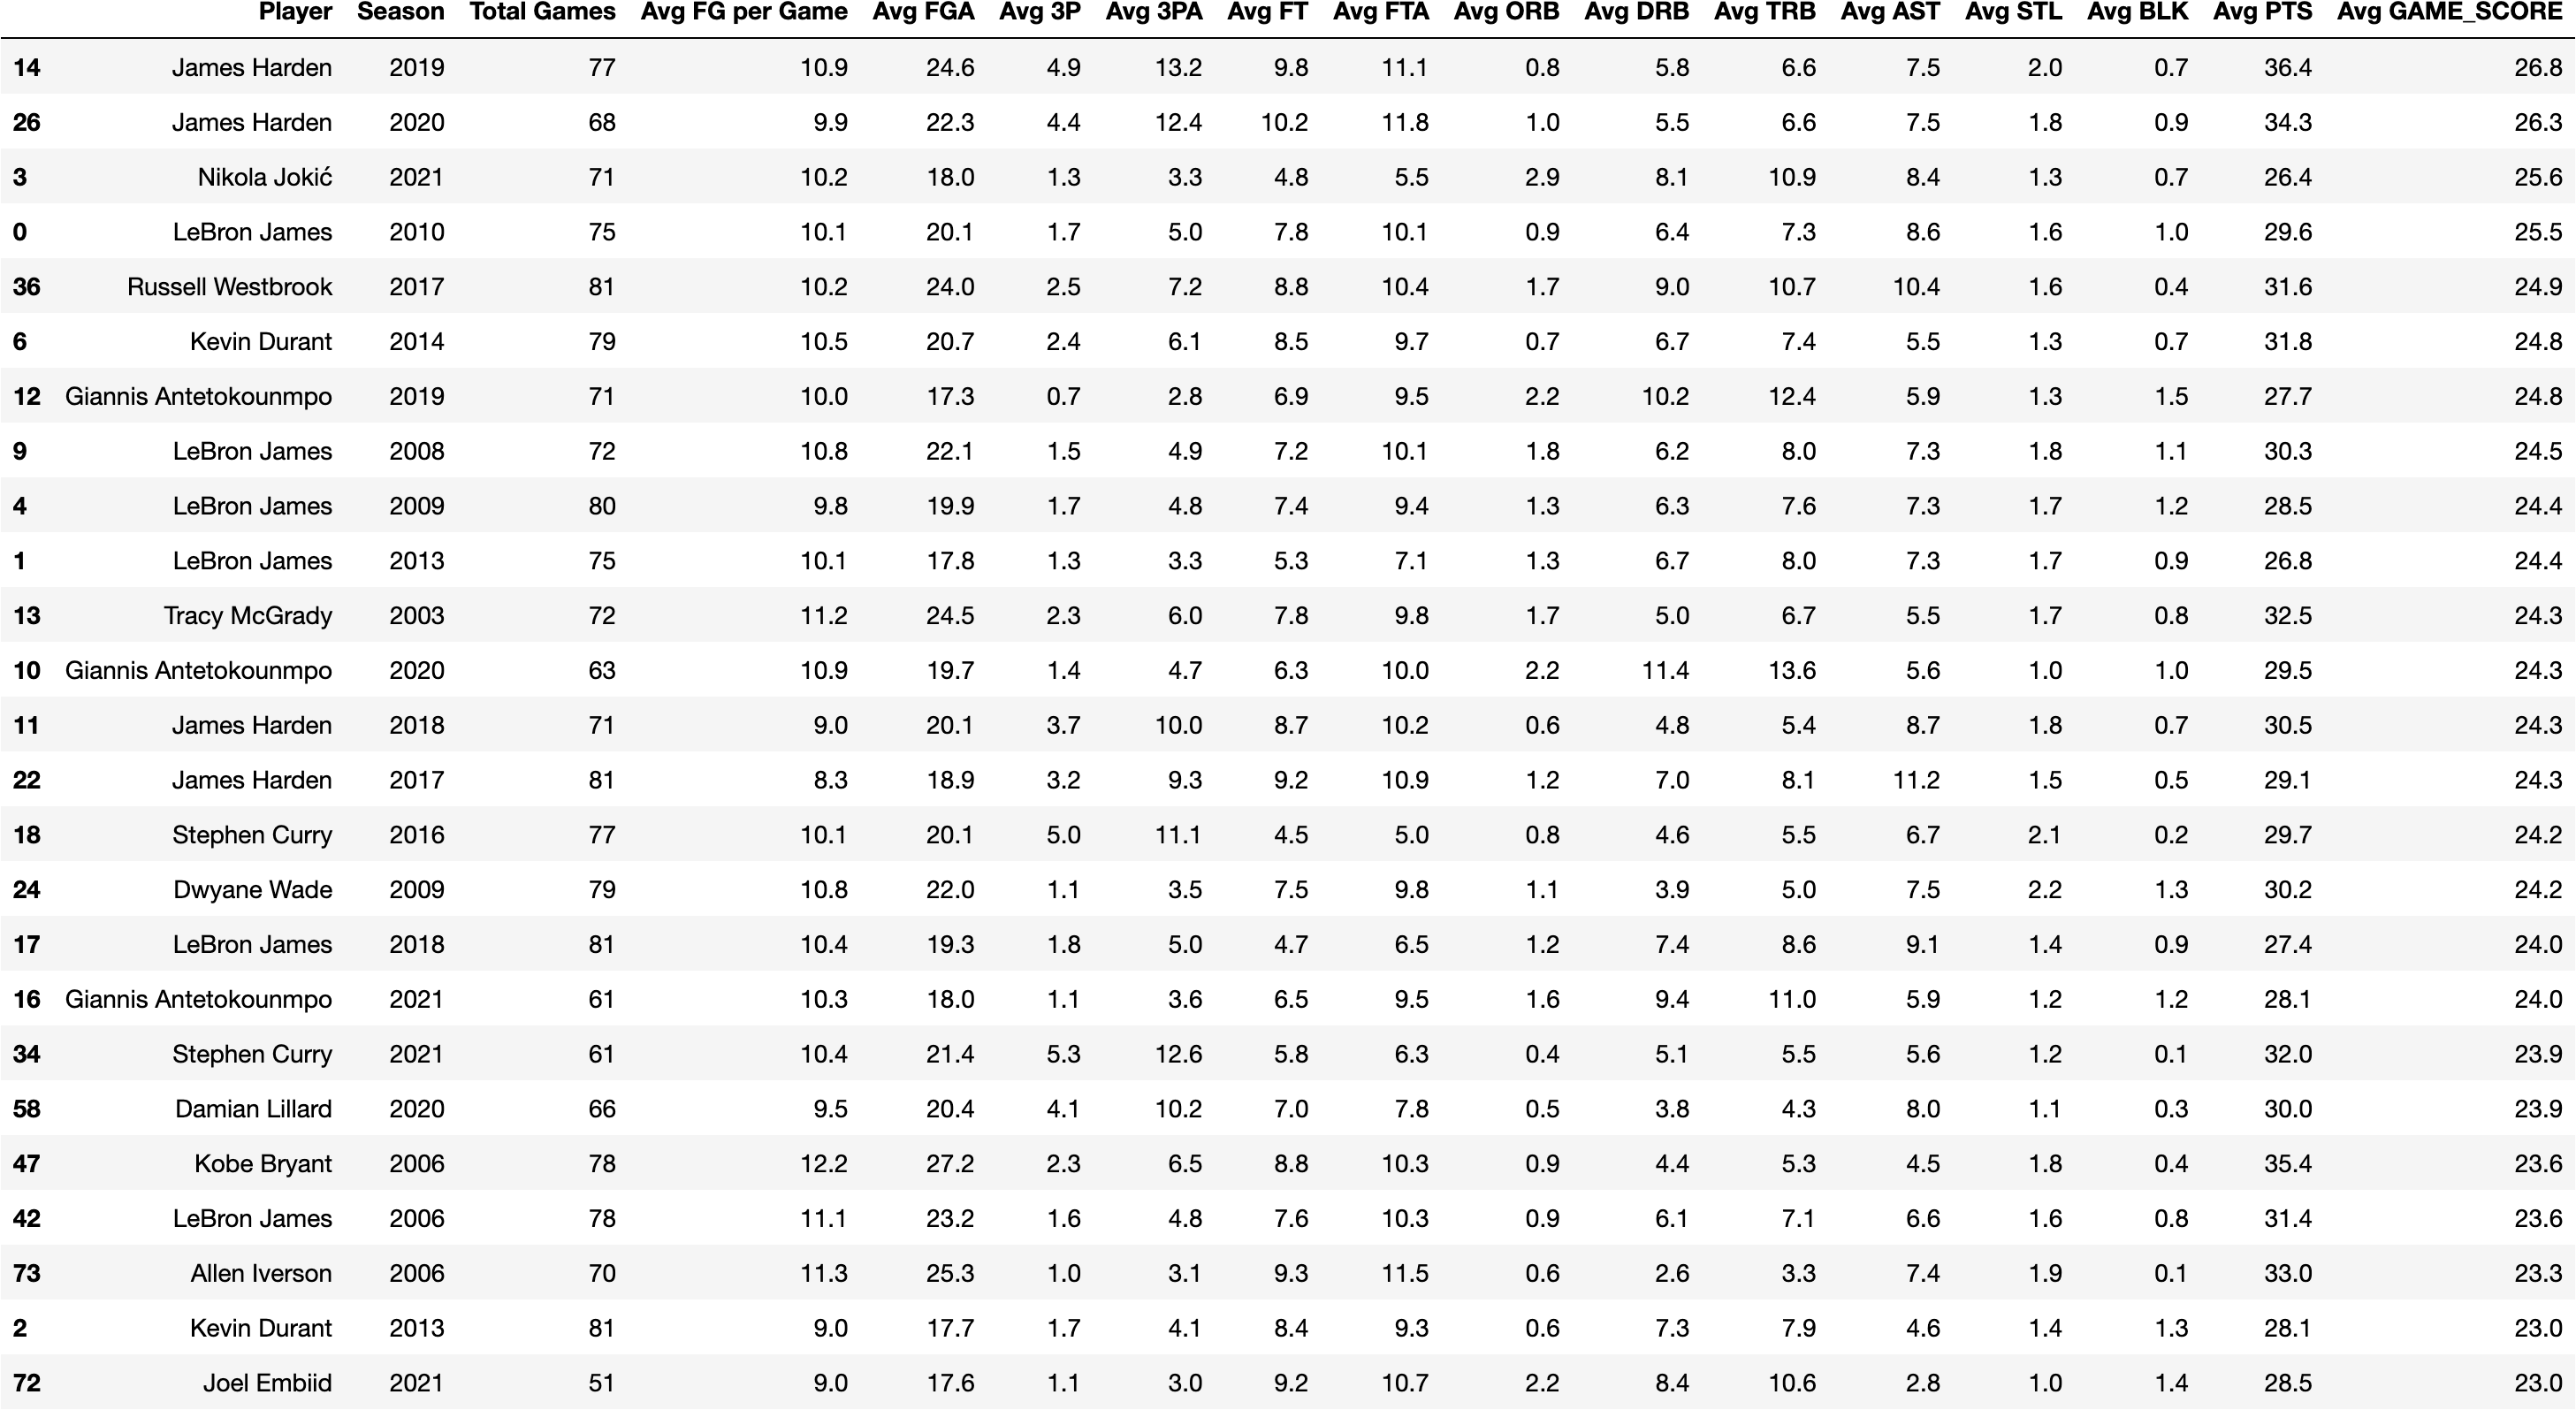 Player Season Total Games Avg FG per Game Avg FGA Avg 3P Avg 3PA Avg FT Avg FTA Avg ORB Avg DRB Avg TRB Avg AST Avg STL Avg BLK Avg PTS Avg GAME_SCORE
14 James Harden 2019 77 10.9 24.6 4.9 13.2 9.8 11.1 0.8 5.8 6.6 7.5 2.0 0.7 36.4 26.8
26 James Harden 2020 68 9.9 22.3 4.4 12.4 10.2 11.8 1.0 5.5 6.6 7.5 1.8 0.9 34.3 26.3
3 Nikola Jokić 2021 71 10.2 18.0 1.3 3.3 4.8 5.5 2.9 8.1 10.9 8.4 1.3 0.7 26.4 25.6
0 LeBron James 2010 75 10.1 20.1 1.7 5.0 7.8 10.1 0.9 6.4 7.3 8.6 1.6 1.0 29.6 25.5
36 Russell Westbrook 2017 81 10.2 24.0 2.5 7.2 8.8 10.4 1.7 9.0 10.7 10.4 1.6 0.4 31.6 24.9
6 Kevin Durant 2014 79 10.5 20.7 2.4 6.1 8.5 9.7 0.7 6.7 7.4 5.5 1.3 0.7 31.8 24.8
12 Giannis Antetokounmpo 2019 71 10.0 17.3 0.7 2.8 6.9 9.5 2.2 10.2 12.4 5.9 1.3 1.5 27.7 24.8
9 LeBron James 2008 72 10.8 22.1 1.5 4.9 7.2 10.1 1.8 6.2 8.0 7.3 1.8 1.1 30.3 24.5
4 LeBron James 2009 80 9.8 19.9 1.7 4.8 7.4 9.4 1.3 6.3 7.6 7.3 1.7 1.2 28.5 24.4
1 LeBron James 2013 75 10.1 17.8 1.3 3.3 5.3 7.1 1.3 6.7 8.0 7.3 1.7 0.9 26.8 24.4
13 Tracy McGrady 2003 72 11.2 24.5 2.3 6.0 7.8 9.8 1.7 5.0 6.7 5.5 1.7 0.8 32.5 24.3
10 Giannis Antetokounmpo 2020 63 10.9 19.7 1.4 4.7 6.3 10.0 2.2 11.4 13.6 5.6 1.0 1.0 29.5 24.3
11 James Harden 2018 71 9.0 20.1 3.7 10.0 8.7 10.2 0.6 4.8 5.4 8.7 1.8 0.7 30.5 24.3
22 James Harden 2017 81 8.3 18.9 3.2 9.3 9.2 10.9 1.2 7.0 8.1 11.2 1.5 0.5 29.1 24.3
18 Stephen Curry 2016 77 10.1 20.1 5.0 11.1 4.5 5.0 0.8 4.6 5.5 6.7 2.1 0.2 29.7 24.2
24 Dwyane Wade 2009 79 10.8 22.0 1.1 3.5 7.5 9.8 1.1 3.9 5.0 7.5 2.2 1.3 30.2 24.2
17 LeBron James 2018 81 10.4 19.3 1.8 5.0 4.7 6.5 1.2 7.4 8.6 9.1 1.4 0.9 27.4 24.0
16 Giannis Antetokounmpo 2021 61 10.3 18.0 1.1 3.6 6.5 9.5 1.6 9.4 11.0 5.9 1.2 1.2 28.1 24.0
34 Stephen Curry 2021 61 10.4 21.4 5.3 12.6 5.8 6.3 0.4 5.1 5.5 5.6 1.2 0.1 32.0 23.9
58 Damian Lillard 2020 66 9.5 20.4 4.1 10.2 7.0 7.8 0.5 3.8 4.3 8.0 1.1 0.3 30.0 23.9
47 Kobe Bryant 2006 78 12.2 27.2 2.3 6.5 8.8 10.3 0.9 4.4 5.3 4.5 1.8 0.4 35.4 23.6
42 LeBron James 2006 78 11.1 23.2 1.6 4.8 7.6 10.3 0.9 6.1 7.1 6.6 1.6 0.8 31.4 23.6
73 Allen Iverson 2006 70 11.3 25.3 1.0 3.1 9.3 11.5 0.6 2.6 3.3 7.4 1.9 0.1 33.0 23.3
2 Kevin Durant 2013 81 9.0 17.7 1.7 4.1 8.4 9.3 0.6 7.3 7.9 4.6 1.4 1.3 28.1 23.0
72 Joel Embiid 2021 51 9.0 17.6 1.1 3.0 9.2 10.7 2.2 8.4 10.6 2.8 1.0 1.4 28.5 23.0